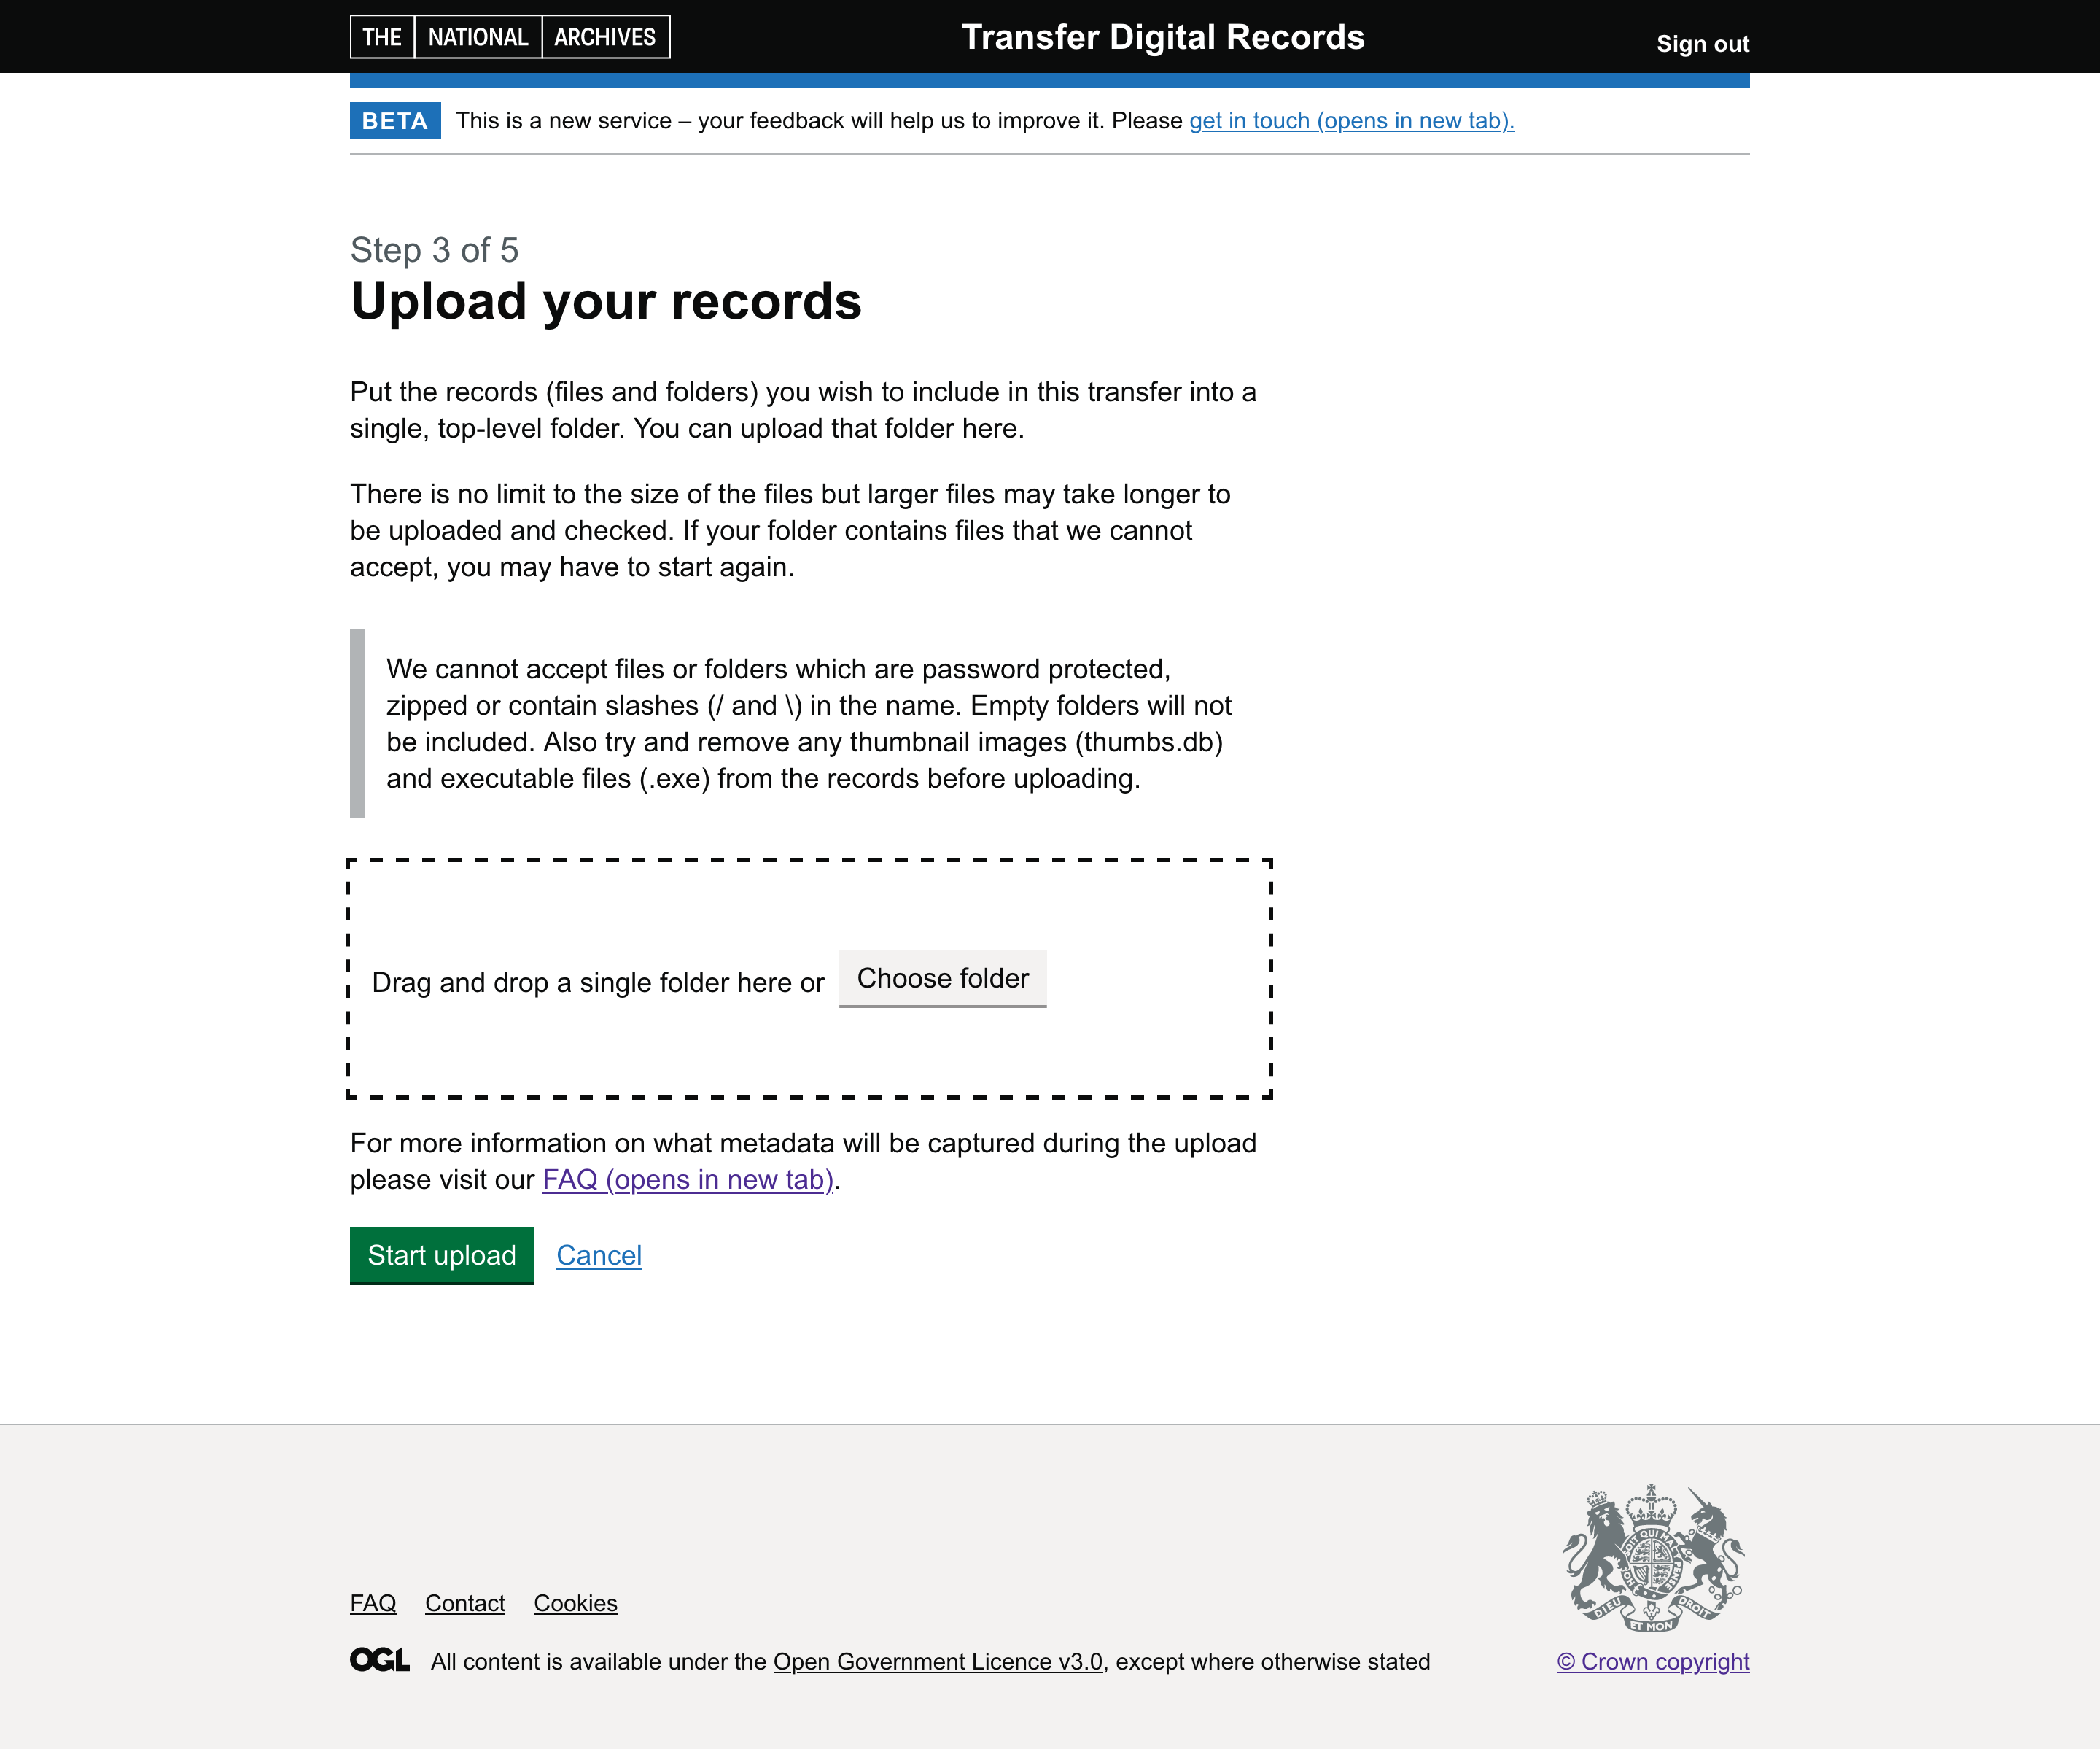 THE NATIONAL ARCHIVES
Transfer Digital Records
Sign out
BETA This is a new service – your feedback will help us to improve it. Please get in touch (opens in new tab).
Step 3 of 5
Upload your records
Put the records (files and folders) you wish to include in this transfer into a
single, top-level folder. You can upload that folder here.
There is no limit to the size of the files but larger files may take longer to
be uploaded and checked. If your folder contains files that we cannot
accept, you may have to start again.
We cannot accept files or folders which are password protected,
zipped or contain slashes (/ and \) in the name. Empty folders will not
be included. Also try and remove any thumbnail images (thumbs.db)
and executable files (.exe) from the records before uploading.
Drag and drop a single folder here or Choose folder
For more information on what metadata will be captured during the upload
please visit our FAQ (opens in new tab).
Start upload Cancel
DIEU ET MON DROIT
FAQ Contact Cookies
OGL All content is available under the Open Government Licence v3.0, except where otherwise stated
© Crown copyright